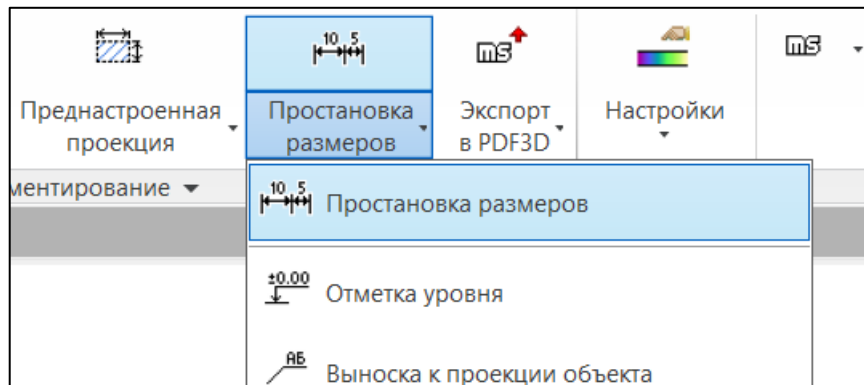 10 5
ms
ms
Преднастроенная
проекция
Простановка
размеров
Экспорт
в PDF3D
Настройки
ментирование
10 5
Простановка размеров
±0.00
Отметка уровня
АБ
Выноска к проекции объекта